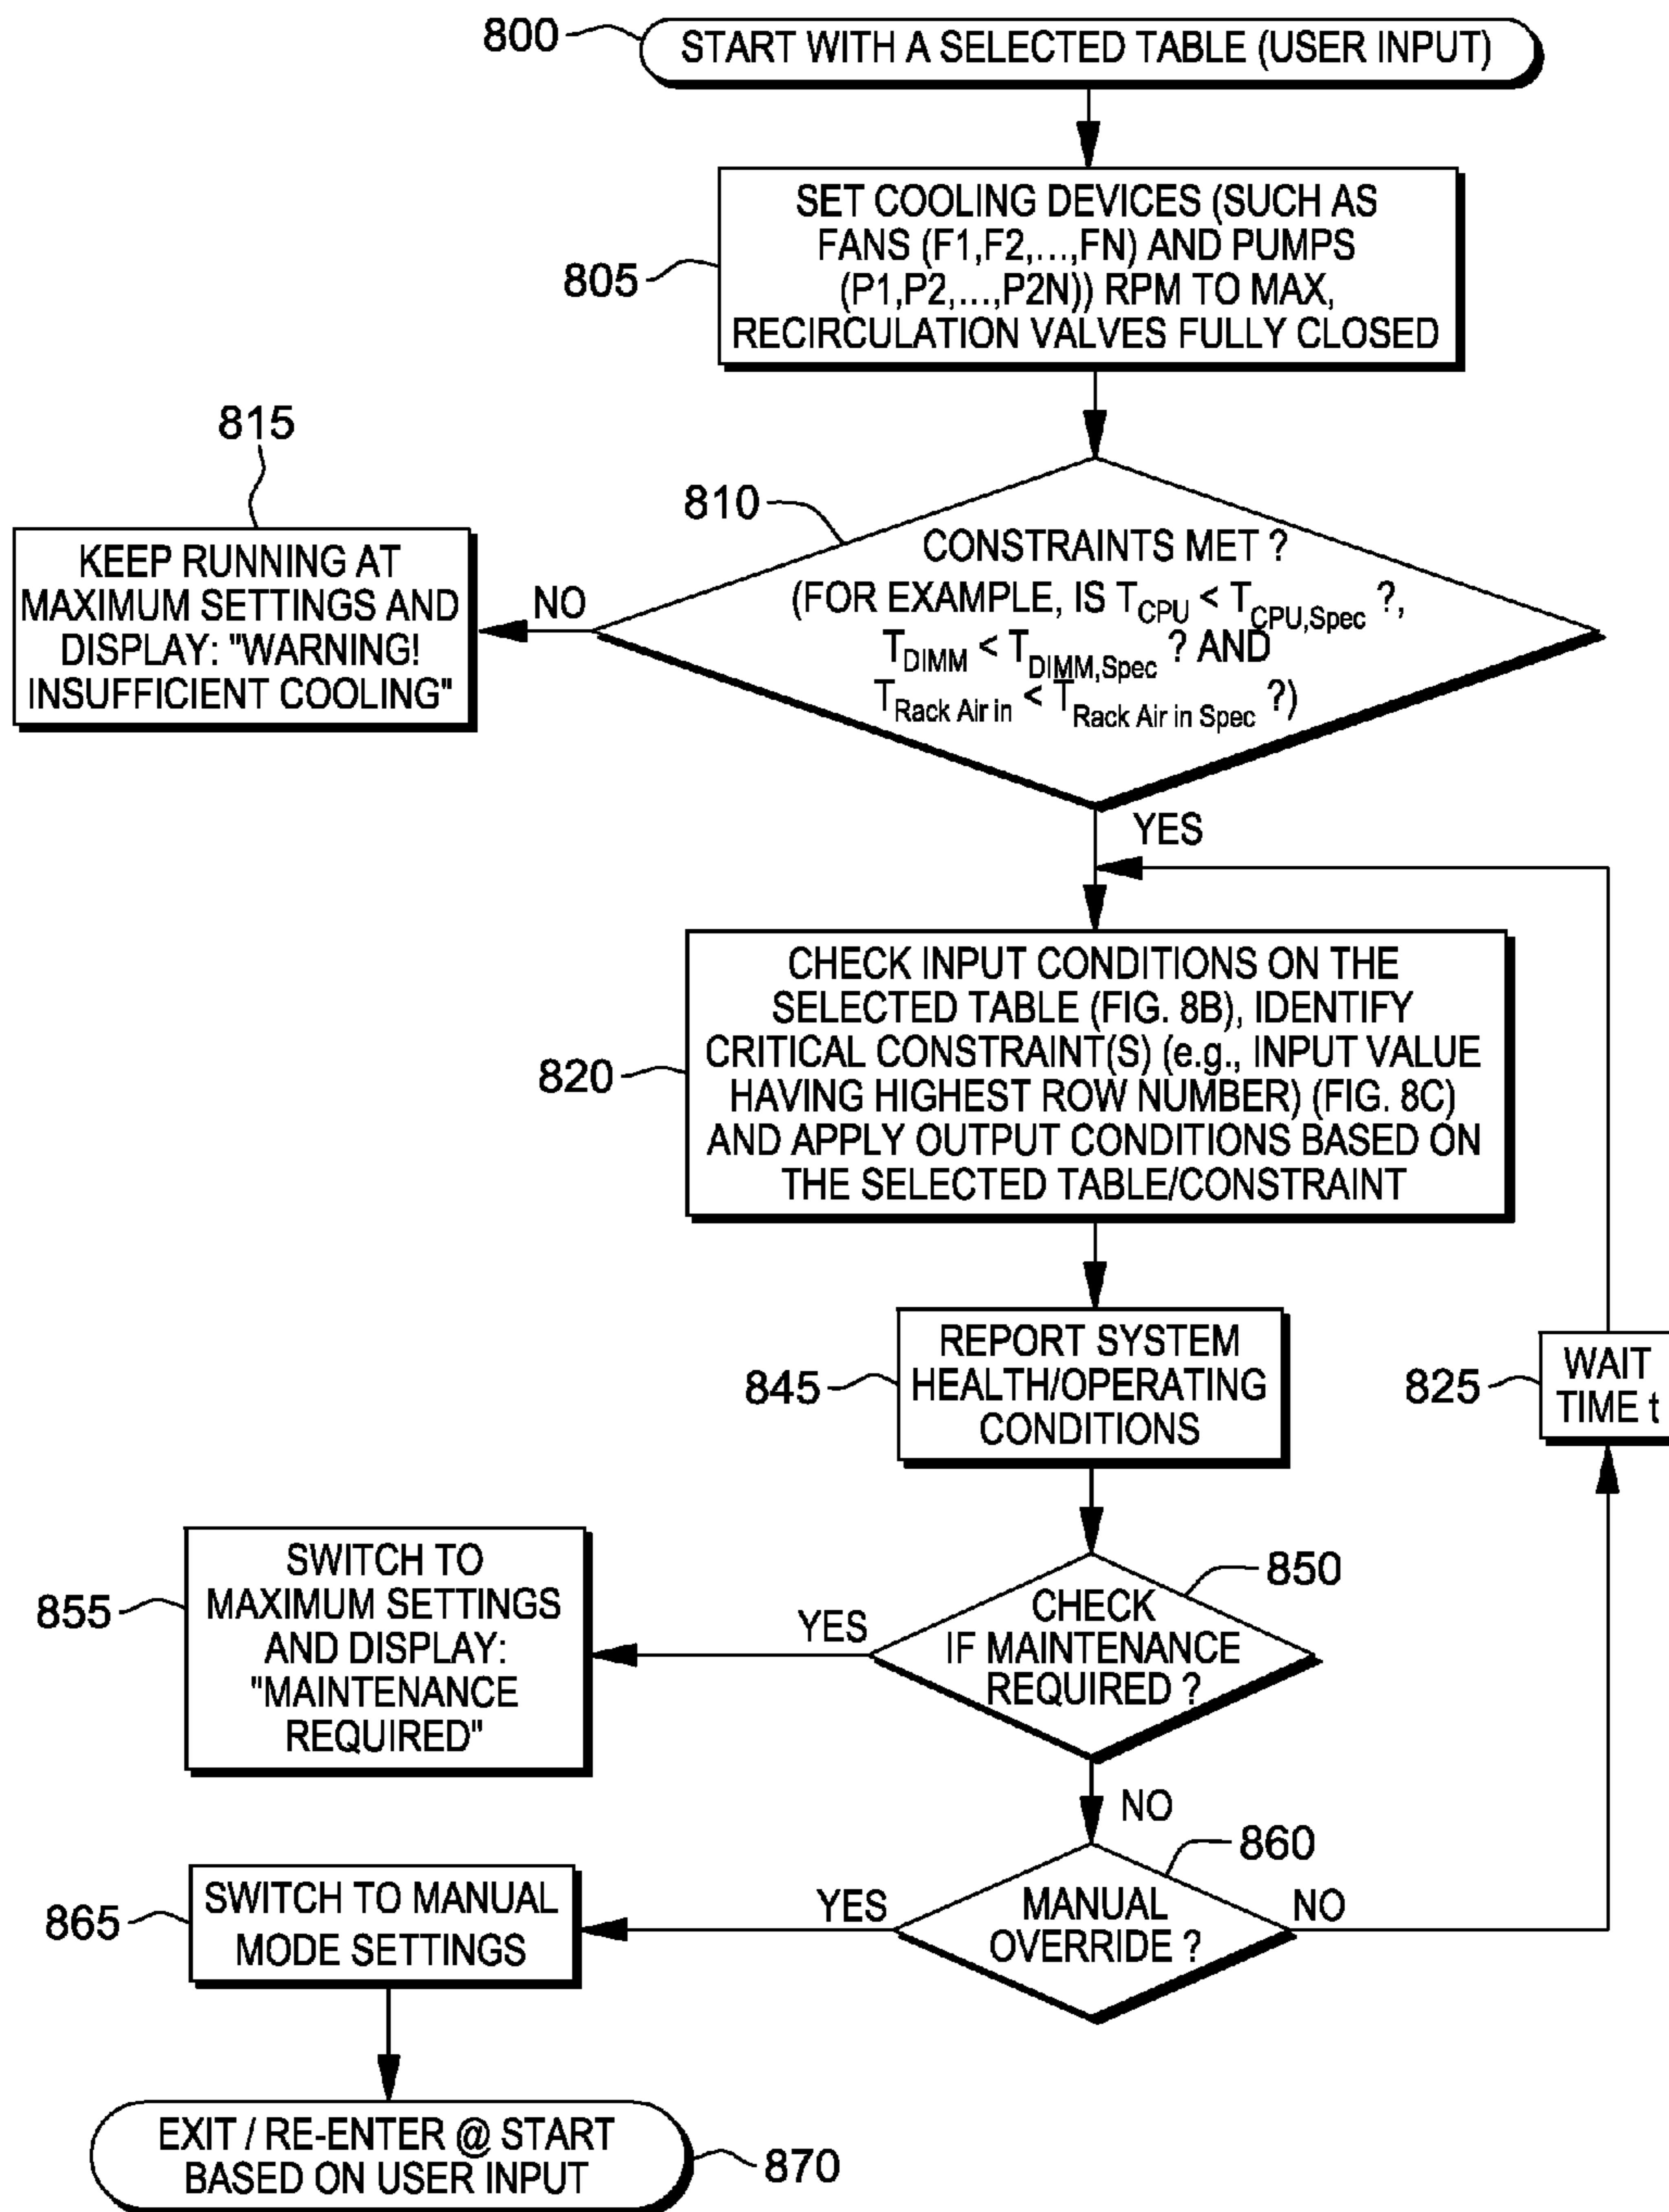 800
START WITH A SELECTED TABLE (USER INPUT)
805
SET COOLING DEVICES (SUCH AS
FANS (F1,F2,...,FN) AND PUMPS
(P1,P2,...,P2N)) RPM TO MAX,
RECIRCULATION VALVES FULLY CLOSED
815
KEEP RUNNING AT
MAXIMUM SETTINGS AND
DISPLAY: "WARNING!
INSUFFICIENT COOLING"
NO
810
CONSTRAINTS MET ?
(FOR EXAMPLE, IS T_CPU < T_CPU,Spec ?,
T_DIMM < T_DIMM,Spec ? AND
T_Rack Air in < T_Rack Air in Spec ?)
YES
820
CHECK INPUT CONDITIONS ON THE
SELECTED TABLE (FIG. 8B), IDENTIFY
CRITICAL CONSTRAINT(S) (e.g., INPUT VALUE
HAVING HIGHEST ROW NUMBER) (FIG. 8C)
AND APPLY OUTPUT CONDITIONS BASED ON
THE SELECTED TABLE/CONSTRAINT
845
REPORT SYSTEM
HEALTH/OPERATING
CONDITIONS
825
WAIT
TIME t
855
SWITCH TO
MAXIMUM SETTINGS
AND DISPLAY:
"MAINTENANCE
REQUIRED"
YES
850
CHECK
IF MAINTENANCE
REQUIRED ?
NO
865
SWITCH TO MANUAL
MODE SETTINGS
YES
860
MANUAL
OVERRIDE ?
NO
EXIT / RE-ENTER @ START
BASED ON USER INPUT
870